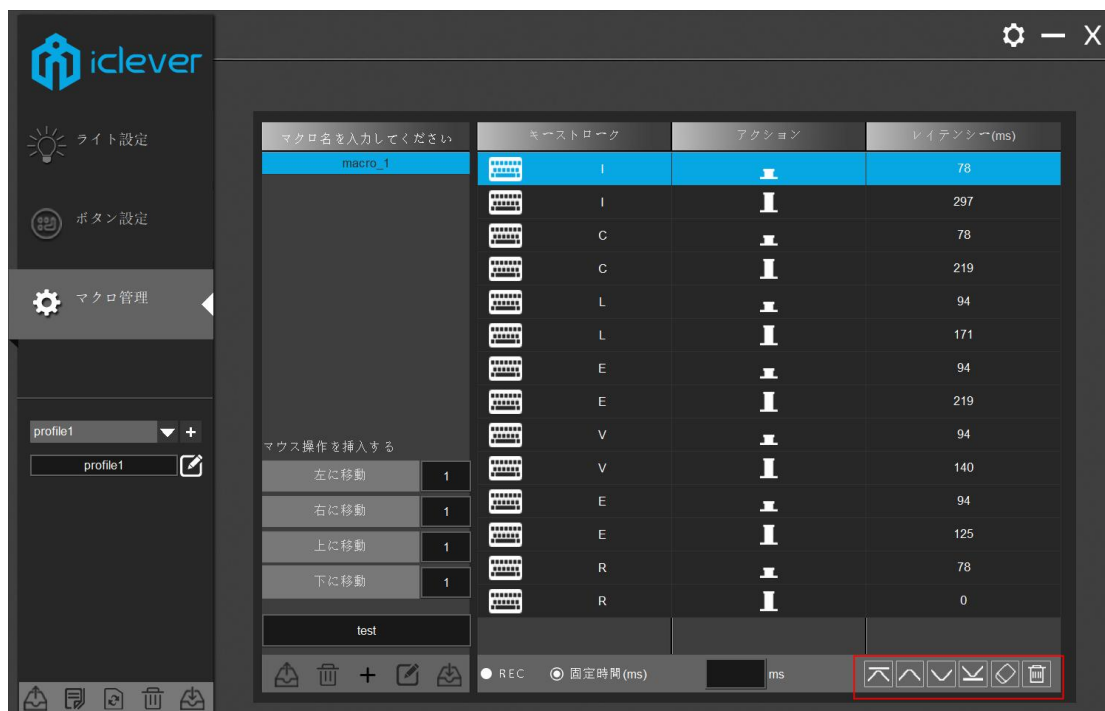 iclever
X
ライト設定
ボタン設定
マクロ管理
profile1
profile1
マクロ名を入力してください
macro_1
マウス操作を挿入する
左に移動 1
右に移動 1
上に移動 1
下に移動 1
test
キーストローク アクション レイテンシー(ms)
I 78
I 297
C 78
C 219
L 94
L 171
E 94
E 219
V 94
V 140
E 94
E 125
R 78
R 0
REC 固定時間(ms) ms